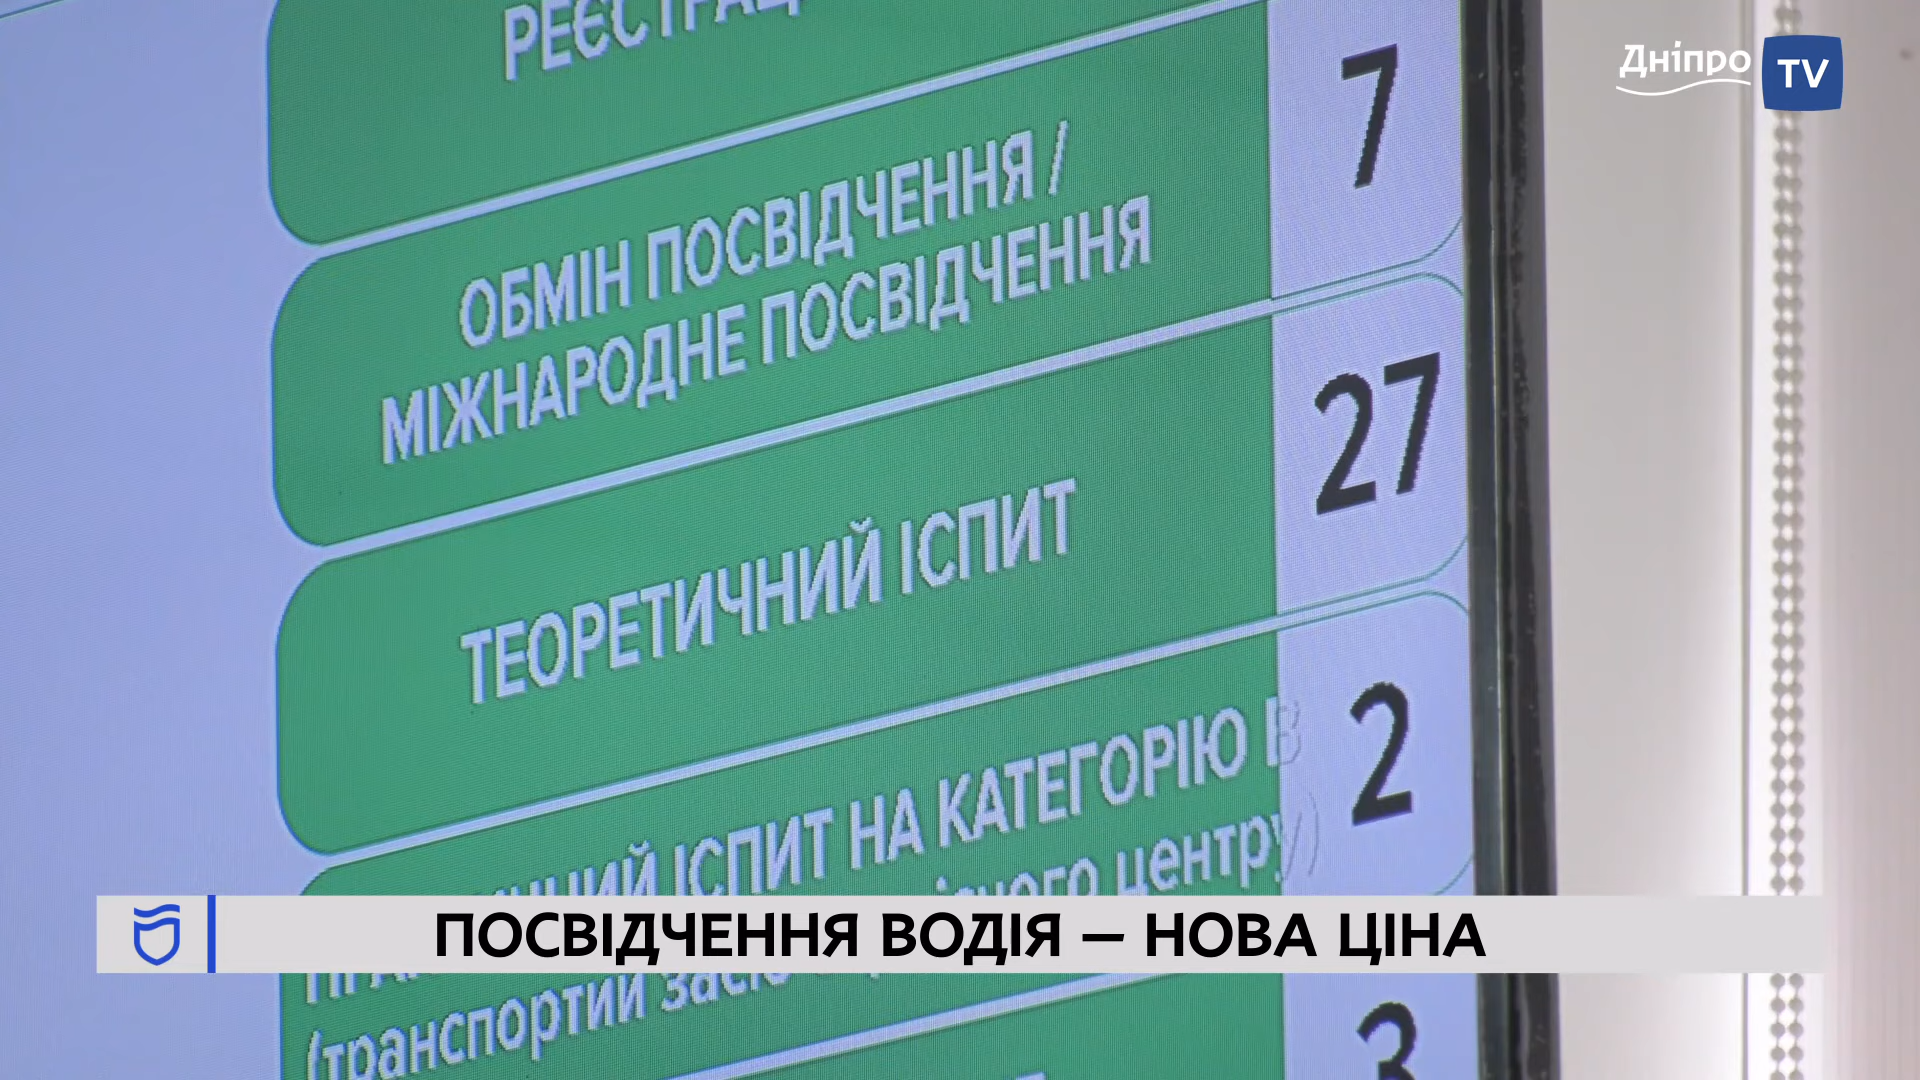 Дніпро TV
7
ОБМІН ПОСВІДЧЕННЯ /
МІЖНАРОДНЕ ПОСВІДЧЕННЯ
27
ТЕОРЕТИЧНИЙ ІСПИТ
2
ІСПИТ НА КАТЕГОРІЮ В
центру)
ПОСВІДЧЕННЯ ВОДІЯ — НОВА ЦІНА
(транспортий
3